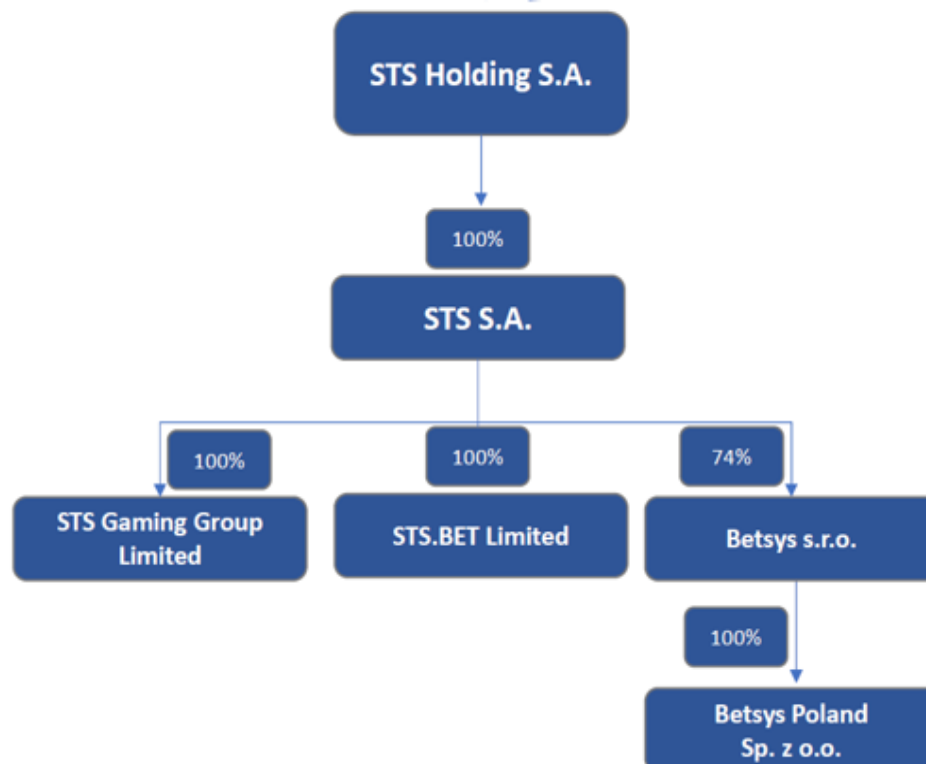 STS Holding S.A.
100%
STS S.A.
100%
100%
74%
STS Gaming Group
Limited
STS.BET Limited
Betsys s.r.o.
100%
Betsys Poland
Sp. z o.o.